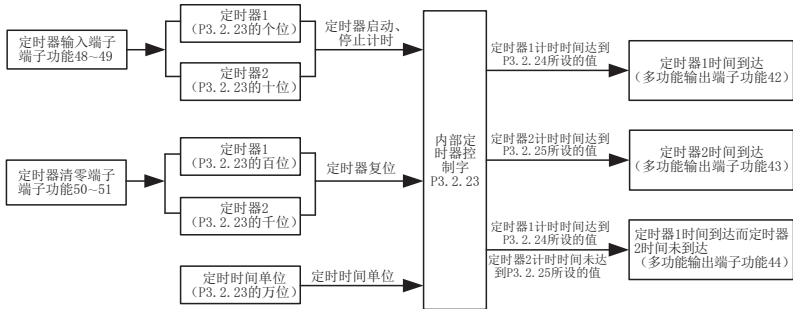 定时器输入端子
端子功能48~49
定时器1
(P3.2.23的个位)
定时器2
(P3.2.23的十位)
定时器启动、
停止计时
定时器清零端子
端子功能50~51
定时器1
(P3.2.23的百位)
定时器2
(P3.2.23的千位)
定时器复位
定时时间单位
(P3.2.23的万位)
定时时间单位
内部定
时器控
制字
P3.2.23
定时器1计时时间达到
P3.2.24所设的值
定时器1时间到达
(多功能输出端子功能42)
定时器2计时时间达到
P3.2.25所设的值
定时器2时间到达
(多功能输出端子功能43)
定时器1计时时间达到
P3.2.24所设的值
定时器2计时时间未达
到P3.2.25所设的值
定时器1时间到达而定时器
2时间未到达
(多功能输出端子功能44)